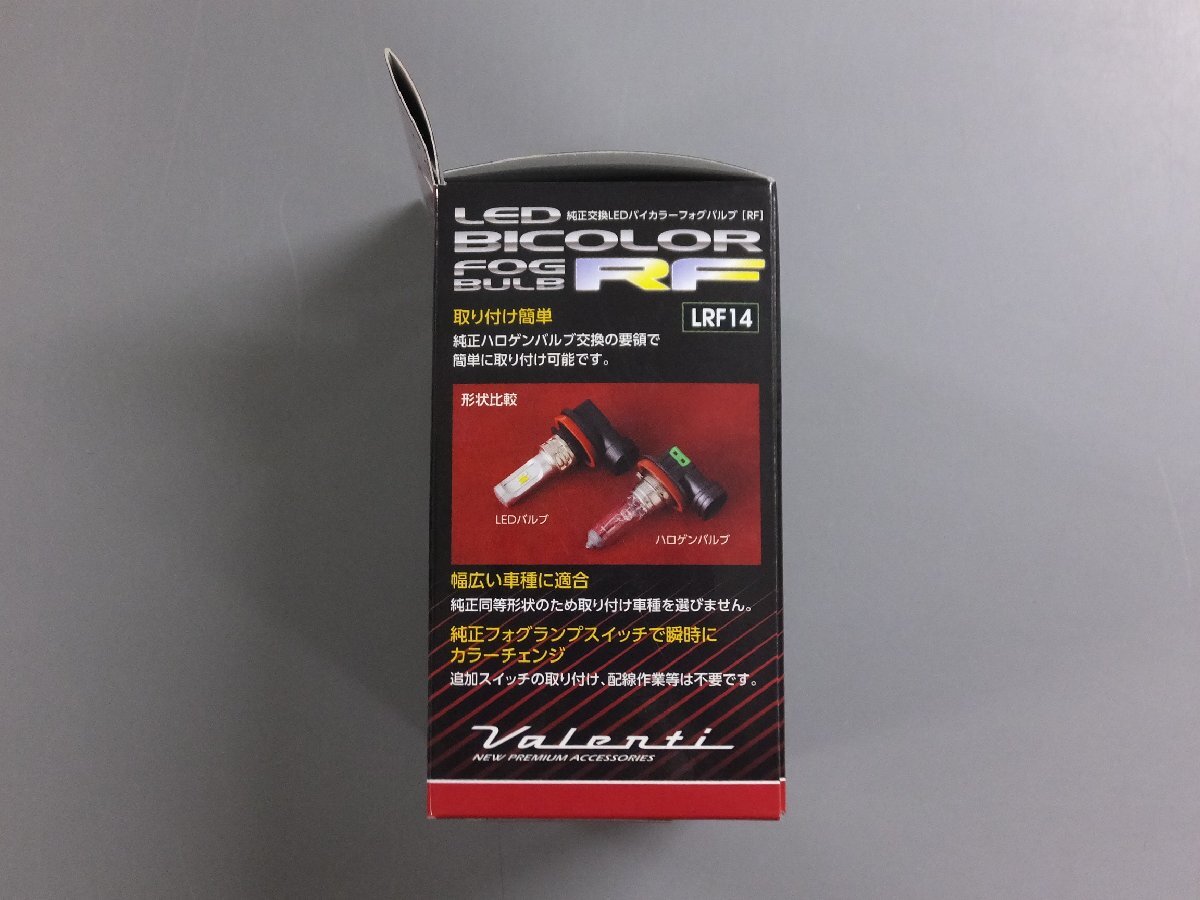 LED 純正交換LEDバイカラーフォグバルブ [RF]
BICOLOR
FOG
BULB RF
取り付け簡単 LRF14
純正ハロゲンバルブ交換の要領で
簡単に取り付け可能です。
形状比較
LEDバルブ
ハロゲンバルブ
幅広い車種に適合
純正同等形状のため取り付け車種を選びません。
純正フォグランプスイッチで瞬時に
カラーチェンジ
追加スイッチの取り付け、配線作業等は不要です。
Valenti
NEW PREMIUM ACCESSORIES